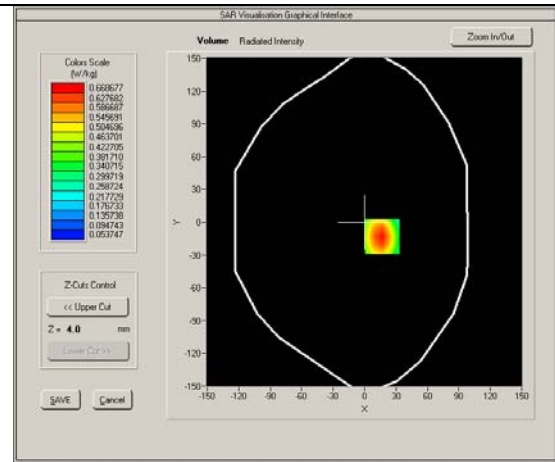 SAR Visualisation Graphical Interface
Volume Radiated Intensity
Zoom In/Out
Colors Scale
(W/kg)
0.668677
0.627682
0.586687
0.545691
0.504696
0.463701
0.422705
0.381710
0.340715
0.299719
0.258724
0.217729
0.176733
0.135738
0.094743
0.053747
150
120
90
60
30
0
-30
-60
-90
-120
-150
Y
-150 -120 -90 -60 -30 0 30 60 90 120 150
X
Z-Cuts Control
<< Upper Cut
Z = 4.0 mm
Lower Cut >>
SAVE Cancel